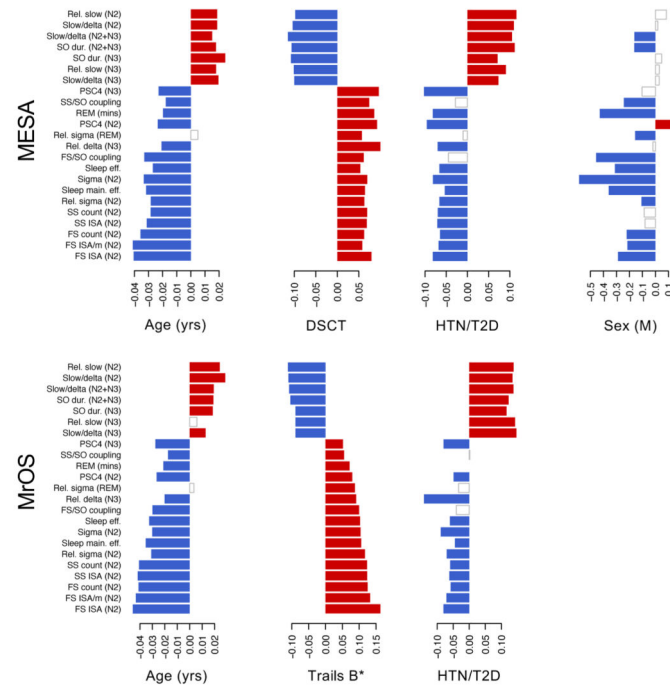 MESA
Rel. slow (N2)
Slow/delta (N2)
Slow/delta (N2+N3)
SO dur. (N2+N3)
SO dur. (N3)
Rel. slow (N3)
Slow/delta (N3)
PSC4 (N3)
SS/SO coupling
REM (mins)
PSC4 (N2)
Rel. sigma (REM)
Rel. delta (N3)
FS/SO coupling
Sleep eff.
Sigma (N2)
Sleep main. eff.
Rel. sigma (N2)
SS count (N2)
SS ISA (N2)
FS count (N2)
FS ISA/m (N2)
FS ISA (N2)
-0.04 -0.03 -0.02 -0.01 0.00 0.01 0.02
Age (yrs)
-0.10 -0.05 0.00 0.05
DSCT
-0.10 -0.05 0.00 0.05 0.10
HTN/T2D
-0.5 -0.4 -0.3 -0.2 -0.1 0.0 0.1
Sex (M)
MrOS
Rel. slow (N2)
Slow/delta (N2)
Slow/delta (N2+N3)
SO dur. (N2+N3)
SO dur. (N3)
Rel. slow (N3)
Slow/delta (N3)
PSC4 (N3)
SS/SO coupling
REM (mins)
PSC4 (N2)
Rel. sigma (REM)
Rel. delta (N3)
FS/SO coupling
Sleep eff.
Sigma (N2)
Sleep main. eff.
Rel. sigma (N2)
SS count (N2)
SS ISA (N2)
FS count (N2)
FS ISA/m (N2)
FS ISA (N2)
-0.04 -0.03 -0.02 -0.01 0.00 0.01 0.02
Age (yrs)
-0.10 -0.05 0.00 0.05 0.10 0.15
Trails B*
-0.10 -0.05 0.00 0.05 0.10
HTN/T2D